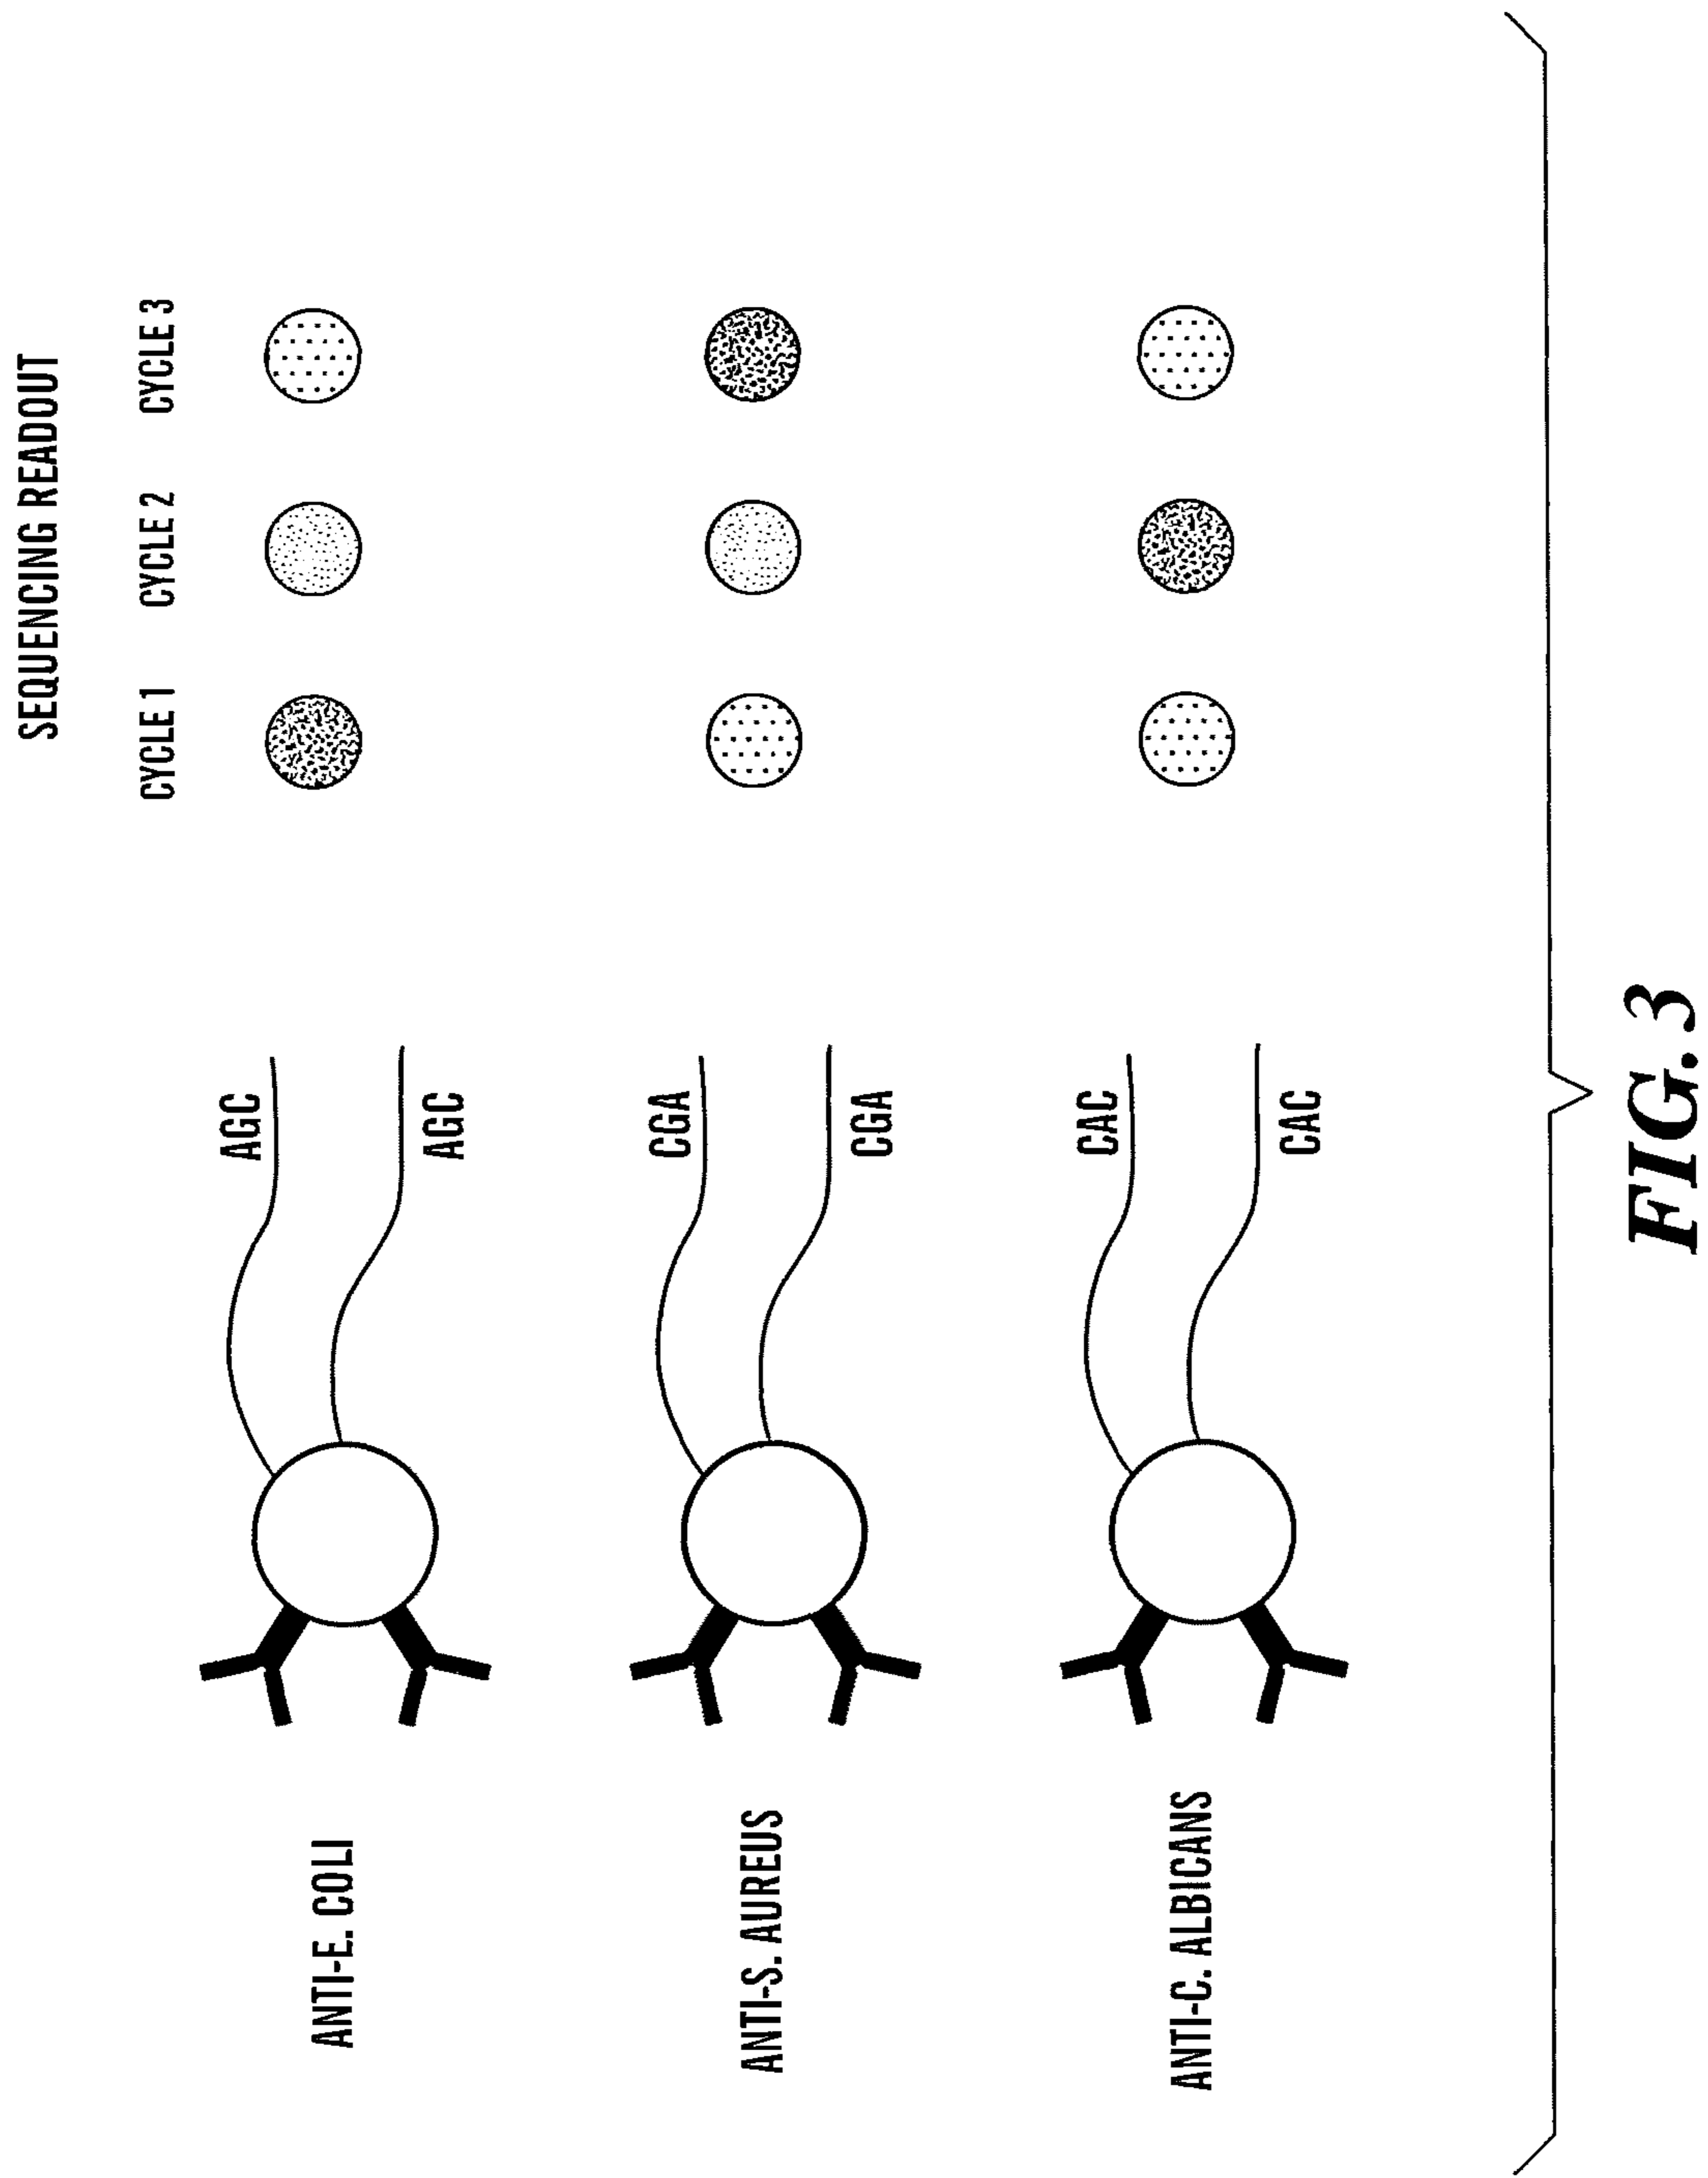 SEQUENCING READOUT
CYCLE 1 CYCLE 2 CYCLE 3
ANTI-E. COLI
AGC
AGC
ANTI-S. AUREUS
CGA
CGA
ANTI-C. ALBICANS
CAC
CAC
FIG. 3